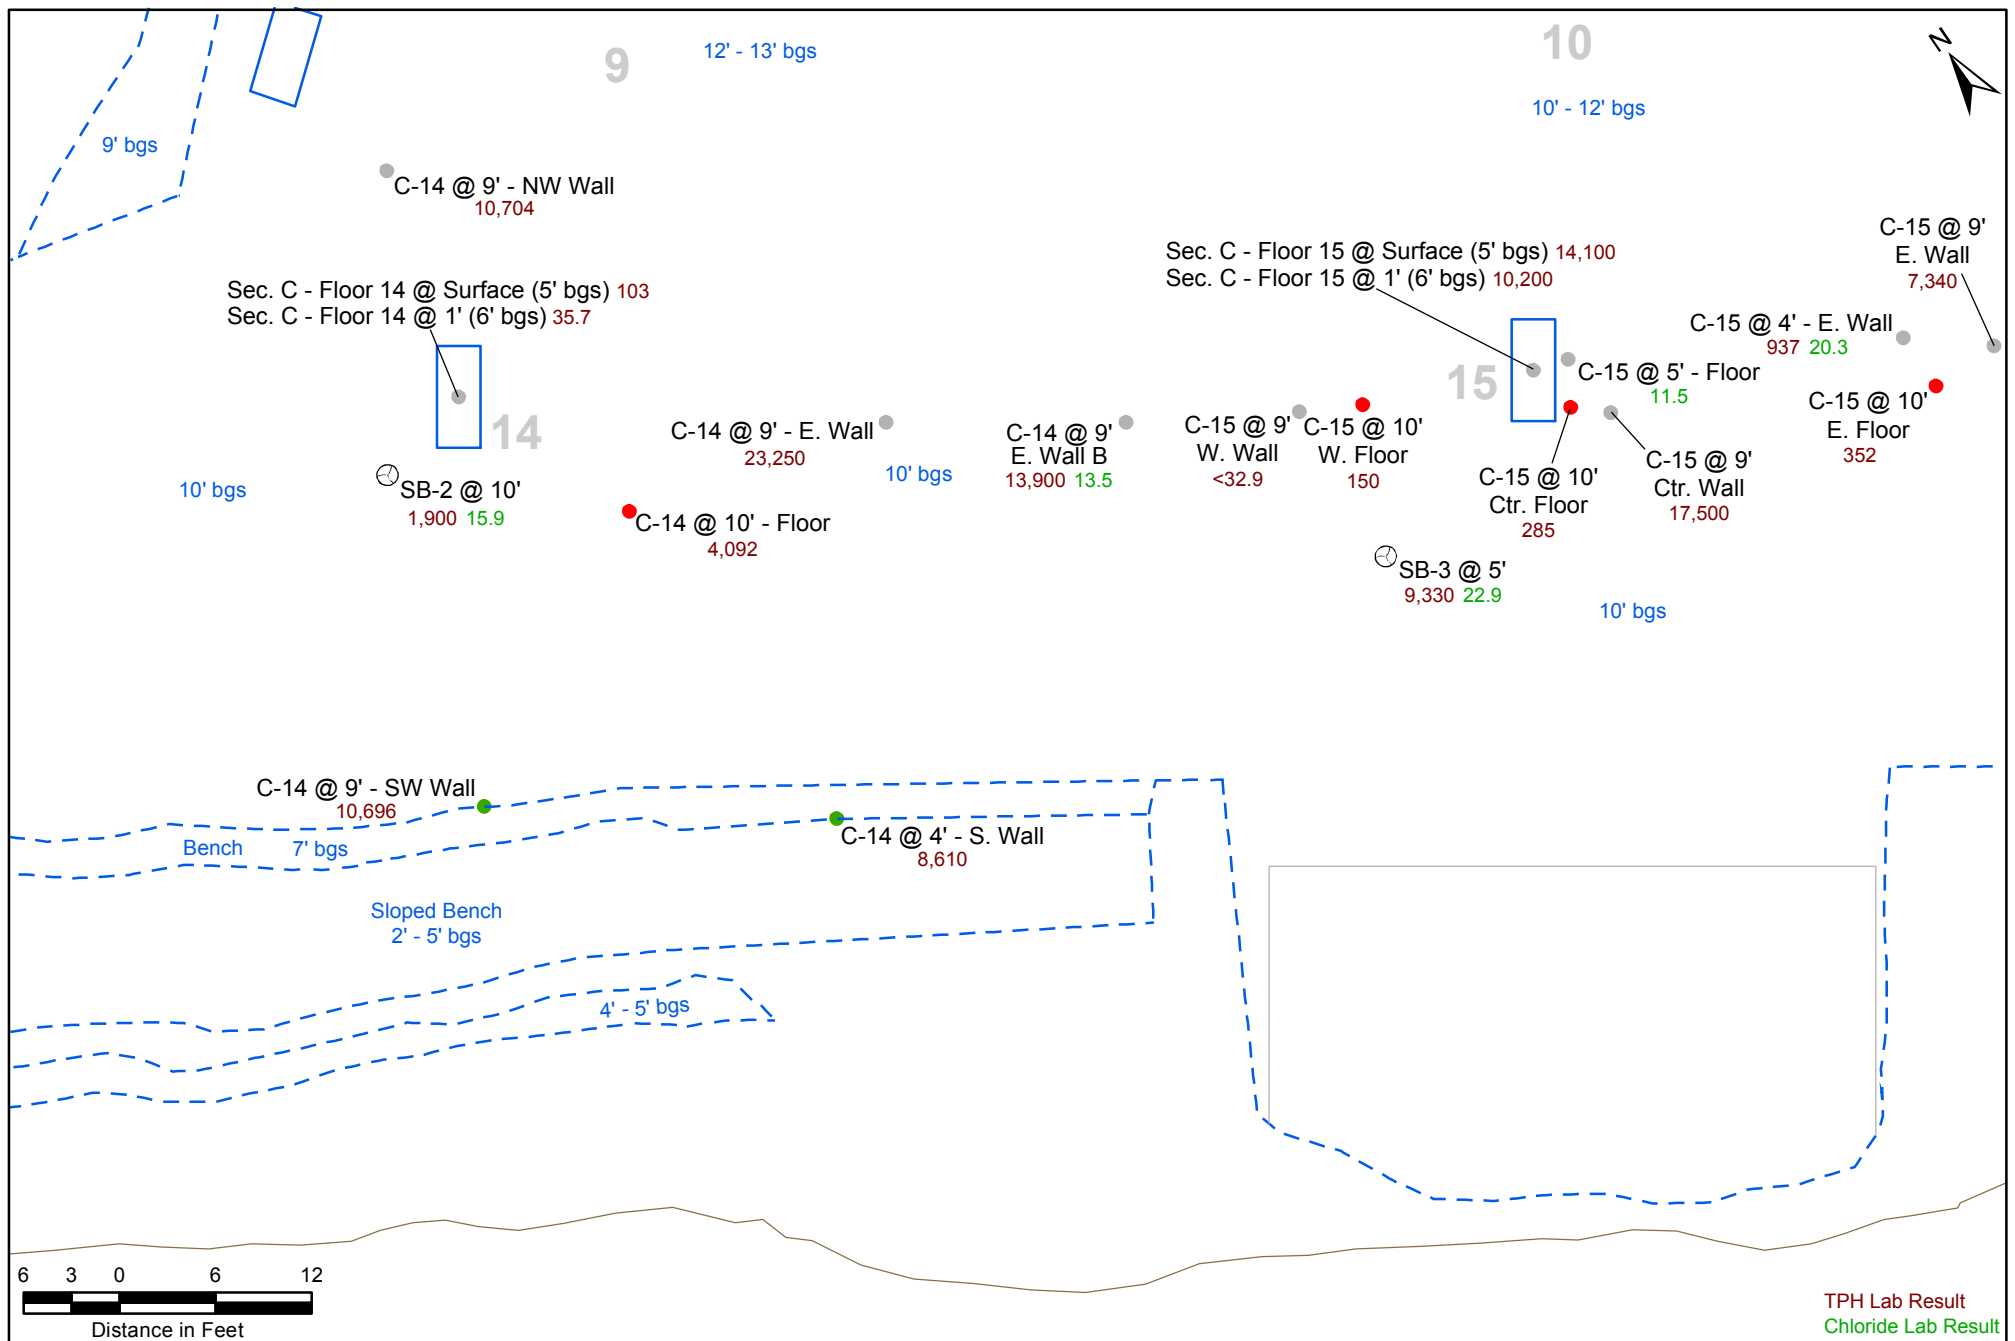 9
12' - 13' bgs
10
N
10' - 12' bgs
9' bgs
C-14 @ 9' - NW Wall
10,704
Sec. C - Floor 14 @ Surface (5' bgs) 103
Sec. C - Floor 14 @ 1' (6' bgs) 35.7
14
Sec. C - Floor 15 @ Surface (5' bgs) 14,100
Sec. C - Floor 15 @ 1' (6' bgs) 10,200
15
C-15 @ 9'
E. Wall
7,340
C-15 @ 4' - E. Wall
937 20.3
C-15 @ 5' - Floor
11.5
C-15 @ 10'
E. Floor
352
C-14 @ 9' - E. Wall
23,250
10' bgs
C-14 @ 9'
E. Wall B
13,900 13.5
C-15 @ 9'
W. Wall
<32.9
C-15 @ 10'
W. Floor
150
C-15 @ 10'
Ctr. Floor
285
C-15 @ 9'
Ctr. Wall
17,500
10' bgs
SB-2 @ 10'
1,900 15.9
C-14 @ 10' - Floor
4,092
SB-3 @ 5'
9,330 22.9
10' bgs
C-14 @ 9' - SW Wall
10,696
C-14 @ 4' - S. Wall
8,610
Bench 7' bgs
Sloped Bench
2' - 5' bgs
4' - 5' bgs
6 3 0 6 12
Distance in Feet
TPH Lab Result
Chloride Lab Result